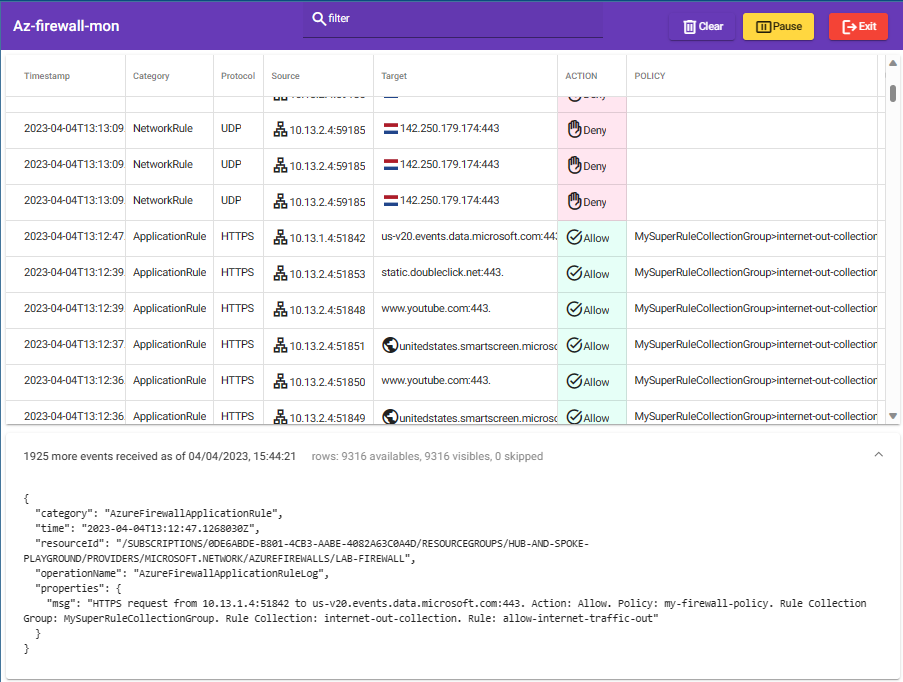 Az-firewall-mon filter Clear Pause Exit
Timestamp Category Protocol Source Target ACTION POLICY
2023-04-04T13:13:09. NetworkRule UDP 10.13.2.4:59185 142.250.179.174:443 Deny
2023-04-04T13:13:09. NetworkRule UDP 10.13.2.4:59185 142.250.179.174:443 Deny
2023-04-04T13:13:09. NetworkRule UDP 10.13.2.4:59185 142.250.179.174:443 Deny
2023-04-04T13:12:47. ApplicationRule HTTPS 10.13.1.4:51842 us-v20.events.data.microsoft.com:443 Allow MySuperRuleCollectionGroup>internet-out-collection
2023-04-04T13:12:39. ApplicationRule HTTPS 10.13.2.4:51853 static.doubleclick.net:443. Allow MySuperRuleCollectionGroup>internet-out-collection
2023-04-04T13:12:39. ApplicationRule HTTPS 10.13.2.4:51848 www.youtube.com:443. Allow MySuperRuleCollectionGroup>internet-out-collection
2023-04-04T13:12:37. ApplicationRule HTTPS 10.13.2.4:51851 unitedstates.smartscreen.microso Allow MySuperRuleCollectionGroup>internet-out-collection
2023-04-04T13:12:36. ApplicationRule HTTPS 10.13.2.4:51850 www.youtube.com:443. Allow MySuperRuleCollectionGroup>internet-out-collection
2023-04-04T13:12:36. ApplicationRule HTTPS 10.13.2.4:51849 unitedstates.smartscreen.microso Allow MySuperRuleCollectionGroup>internet-out-collection
1925 more events received as of 04/04/2023, 15:44:21 rows: 9316 availables, 9316 visibles, 0 skipped
{
"category": "AzureFirewallApplicationRule",
"time": "2023-04-04T13:12:47.1268030Z",
"resourceId": "/SUBSCRIPTIONS/0DE6ABDE-B801-4CB3-AABE-4082A63C0A4D/RESOURCEGROUPS/HUB-AND-SPOKE-
PLAYGROUND/PROVIDERS/MICROSOFT.NETWORK/AZUREFIREWALLS/LAB-FIREWALL",
"operationName": "AzureFirewallApplicationRuleLog",
"properties": {
"msg": "HTTPS request from 10.13.1.4:51842 to us-v20.events.data.microsoft.com:443. Action: Allow. Policy: my-firewall-policy. Rule Collection
Group: MySuperRuleCollectionGroup. Rule Collection: internet-out-collection. Rule: allow-internet-traffic-out"
}
}